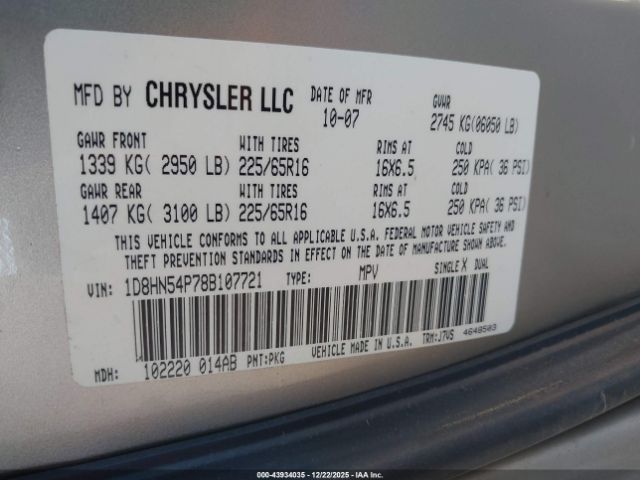 MFD BY CHRYSLER LLC DATE OF MFR GVWR
10-07 2745 KG(06050 LB)
GAWR FRONT WITH TIRES RIMS AT COLD
1339 KG( 2950 LB) 225/65R16 16X6.5 250 KPA( 36 PSI)
GAWR REAR WITH TIRES RIMS AT COLD
1407 KG( 3100 LB) 225/65R16 16X6.5 250 KPA( 36 PSI)
THIS VEHICLE CONFORMS TO ALL APPLICABLE U.S.A. FEDERAL MOTOR VEHICLE SAFETY AND
THEFT PREVENTION STANDARDS IN EFFECT ON THE DATE OF MANUFACTURE SHOWN ABOVE.
VIN: 1D8HN54P78B107721 TYPE: MPV SINGLE X DUAL
VEHICLE MADE IN U.S.A. TRM:J7VS 4648503
MDH: 102220 014AB PNT:PKG
000-43934035 - 12/22/2025 - IAA, Inc.